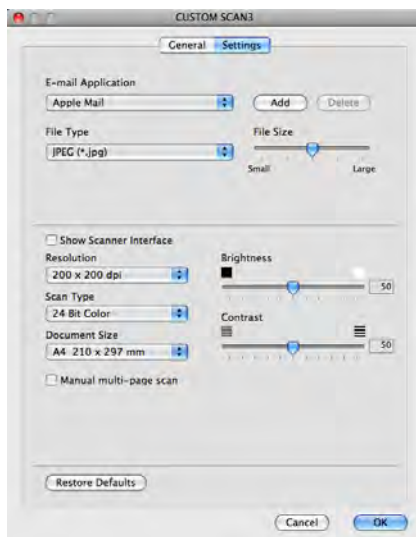 CUSTOM SCAN3
General Settings
E-mail Application
Apple Mail Add Delete
File Type File Size
JPEG (*.jpg)
Small Large
Show Scanner Interface
Resolution Brightness
200 x 200 dpi
50
Scan Type
24 Bit Color
Contrast
Document Size
A4 210 x 297 mm 50
Manual multi-page scan
Restore Defaults
Cancel OK